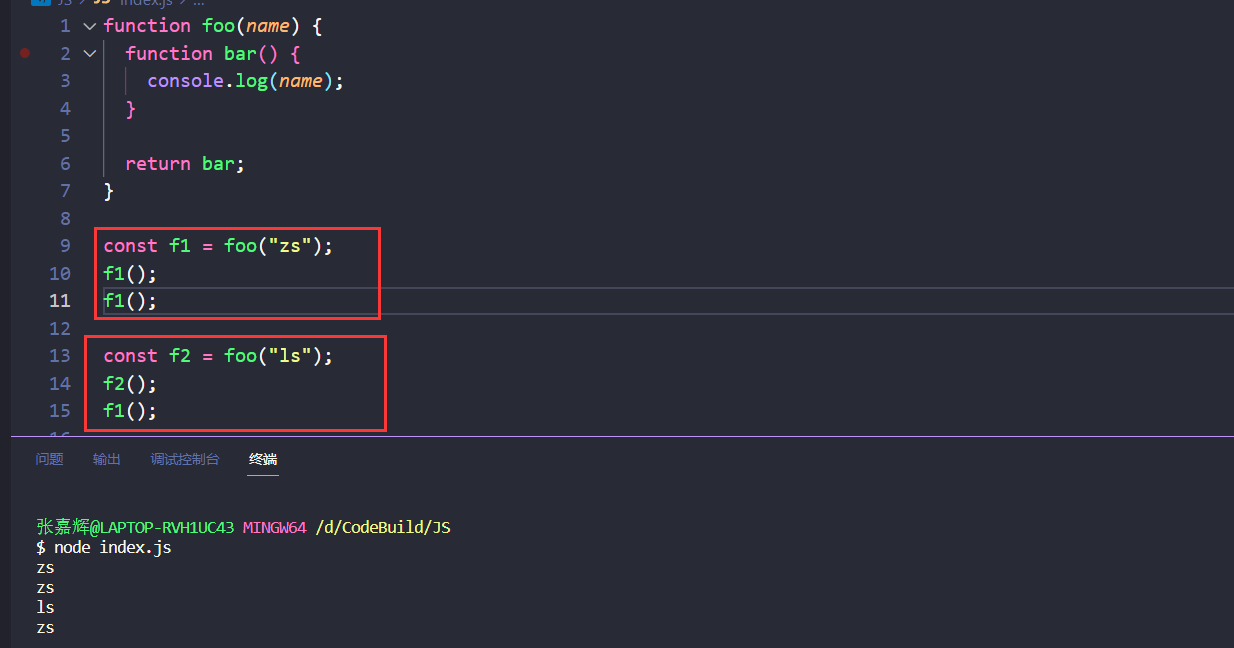 JS > JS index.js > ...
1 function foo(name) {
2   function bar() {
3     console.log(name);
4   }
5
6   return bar;
7 }
8
9 const f1 = foo("zs");
10 f1();
11 f1();
12
13 const f2 = foo("ls");
14 f2();
15 f1();
16
问题 输出 调试控制台 终端
张嘉辉@LAPTOP-RVH1UC43 MINGW64 /d/CodeBuild/JS
$ node index.js
zs
zs
ls
zs